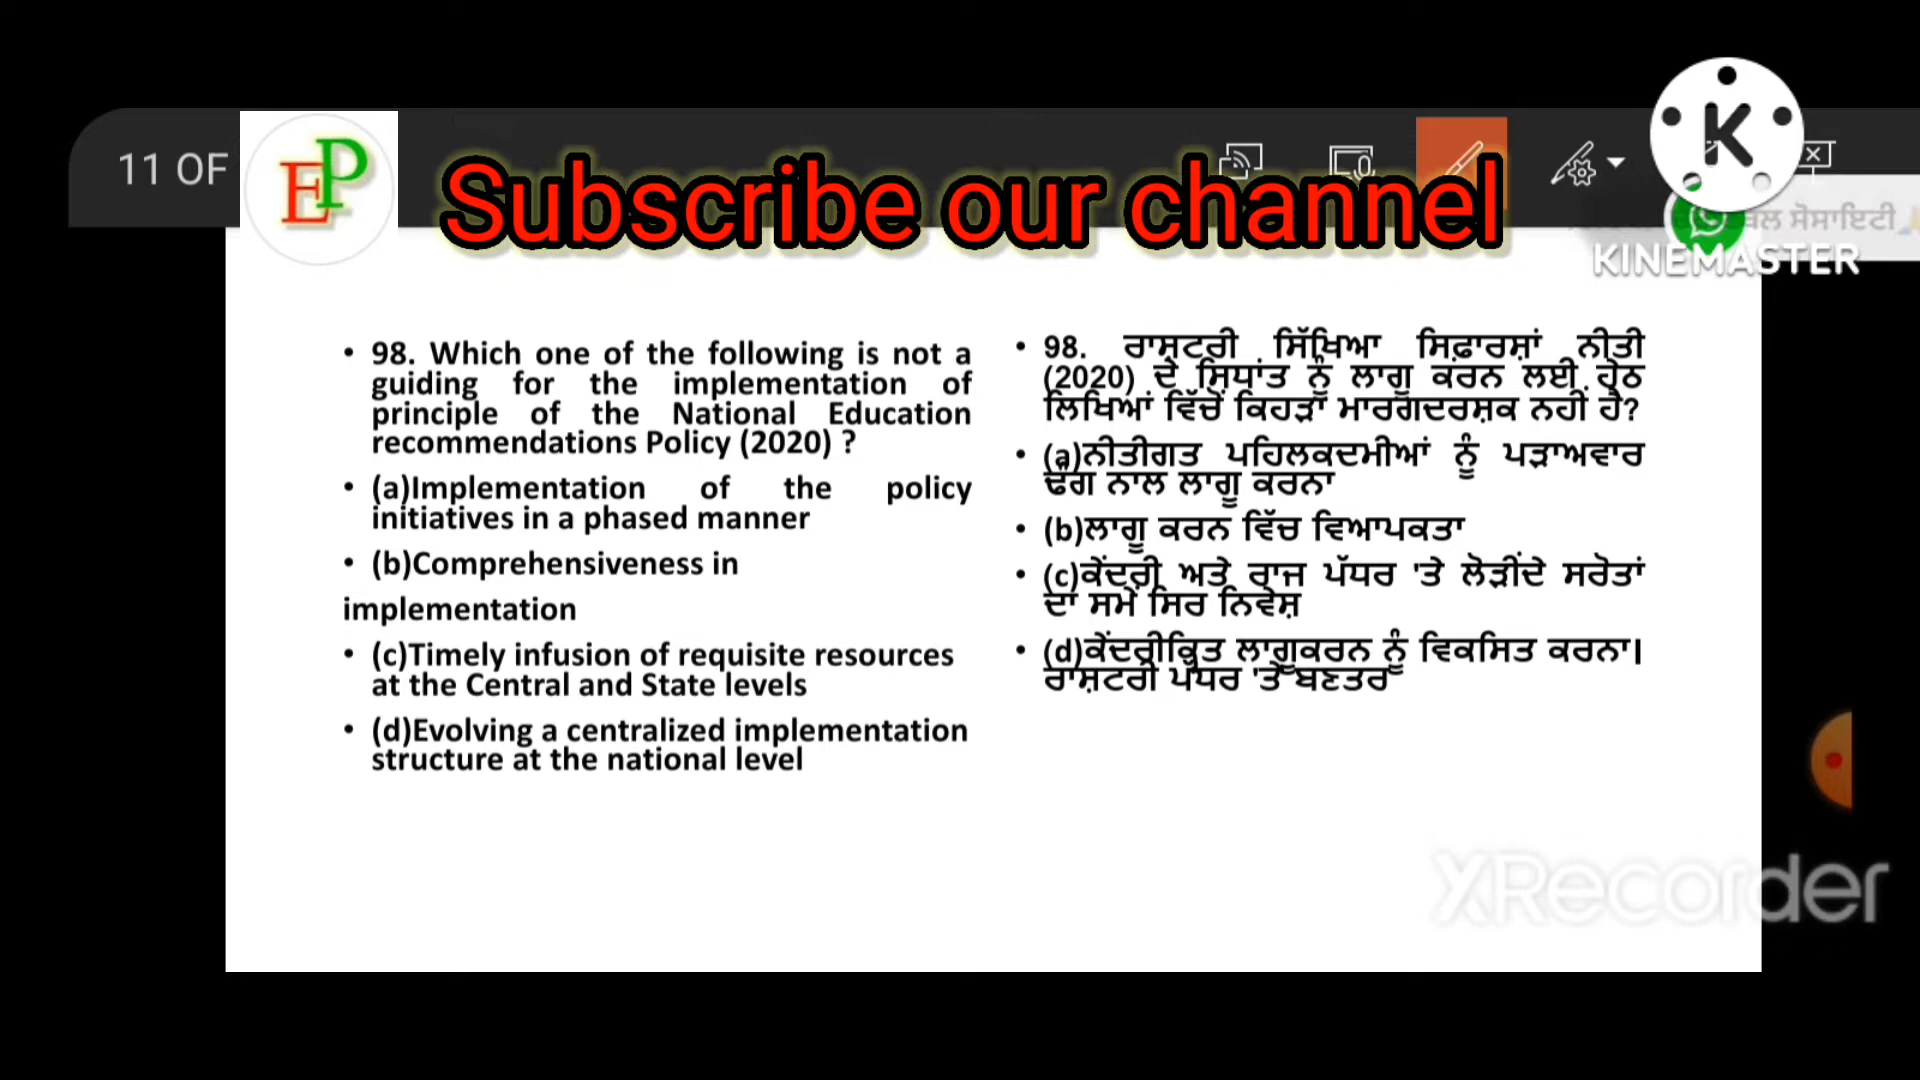 11 OF
EP
Subscribe our channel
K
ਬਲ ਸੋਸਾਇਟੀ
KINEMASTER
• 98. Which one of the following is not a
guiding for the implementation of
principle of the National Education
recommendations Policy (2020) ?
• (a)Implementation of the policy
initiatives in a phased manner
• (b)Comprehensiveness in
implementation
• (c)Timely infusion of requisite resources
at the Central and State levels
• (d)Evolving a centralized implementation
structure at the national level
• 98. ਰਾਸ਼ਟਰੀ ਸਿੱਖਿਆ ਸਿਫ਼ਾਰਸ਼ਾਂ ਨੀਤੀ
(2020) ਦੇ ਸਿਧਾਂਤ ਨੂੰ ਲਾਗੂ ਕਰਨ ਲਈ ਹੇਠ
ਲਿਖਿਆਂ ਵਿੱਚੋਂ ਕਿਹੜਾ ਮਾਰਗਦਰਸ਼ਕ ਨਹੀਂ ਹੈ?
• (a)ਨੀਤੀਗਤ ਪਹਿਲਕਦਮੀਆਂ ਨੂੰ ਪੜਾਅਵਾਰ
ਢੰਗ ਨਾਲ ਲਾਗੂ ਕਰਨਾ
• (b)ਲਾਗੂ ਕਰਨ ਵਿੱਚ ਵਿਆਪਕਤਾ
• (c)ਕੇਂਦਰੀ ਅਤੇ ਰਾਜ ਪੱਧਰ 'ਤੇ ਲੋੜੀਂਦੇ ਸਰੋਤਾਂ
ਦਾ ਸਮੇਂ ਸਿਰ ਨਿਵੇਸ਼
• (d)ਕੇਂਦਰੀਕ੍ਰਿਤ ਲਾਗੂਕਰਨ ਨੂੰ ਵਿਕਸਿਤ ਕਰਨਾ।
ਰਾਸ਼ਟਰੀ ਪੱਧਰ 'ਤੇ ਬਣਤਰ
XRecorder